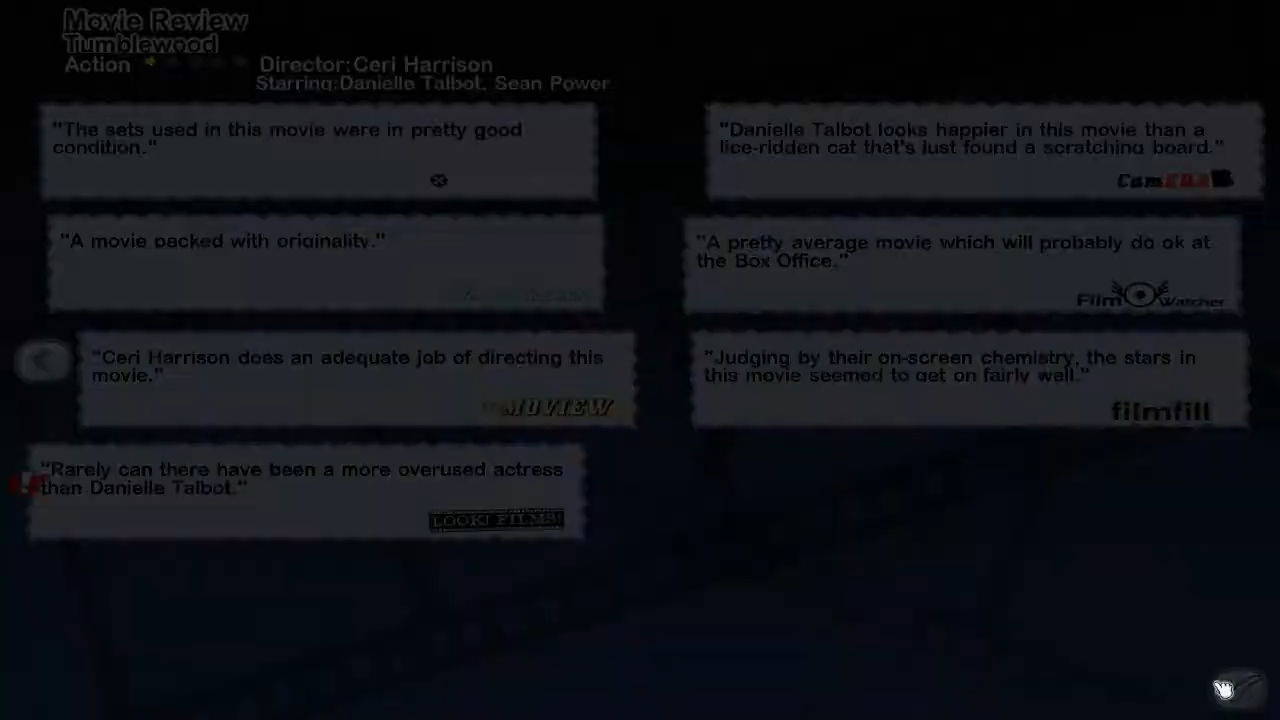 Movie Review
Tumblewood
Action
Director:Ceri Harrison
Starring:Danielle Talbot, Sean Power
"The sets used in this movie were in pretty good
condition."
"Danielle Talbot looks happier in this movie than a
lice-ridden cat that's just found a scratching board."
CamERA
"A movie packed with originality."
"A pretty average movie which will probably do ok at
the Box Office."
Film Watcher
"Ceri Harrison does an adequate job of directing this
movie."
MOVIEW
"Judging by their on-screen chemistry, the stars in
this movie seemed to get on fairly well."
filmfill
"Rarely can there have been a more overused actress
than Danielle Talbot."
LOOK! FILMS!